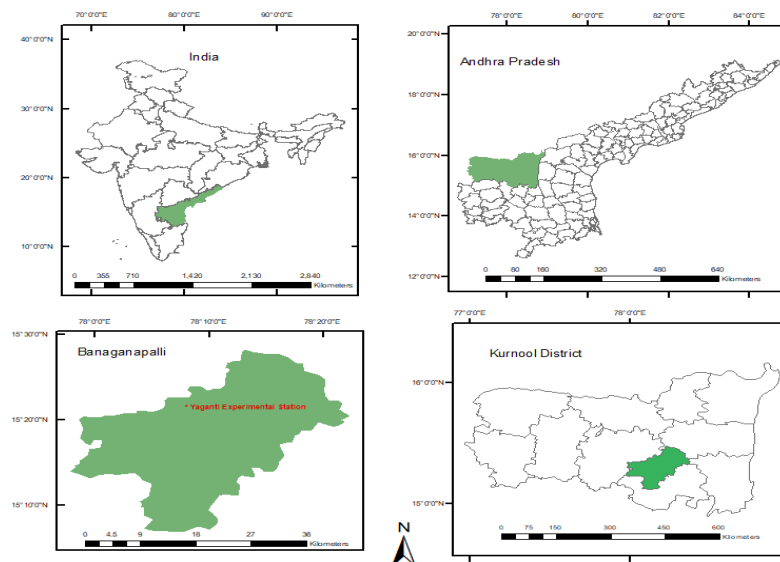 70°0'0"E 80°0'0"E 90°0'0"E
India
40°0'0"N
30°0'0"N
20°0'0"N
10°0'0"N
0 355 710 1,420 2,130 2,840
Kilometers
78°0'0"E 80°0'0"E 82°0'0"E 84°0'0"E
Andhra Pradesh
20°0'0"N
18°0'0"N
16°0'0"N
14°0'0"N
12°0'0"N
0 80 160 320 480 640
Kilometers
78°0'0"E 78°10'0"E 78°20'0"E
15°30'0"N
Banaganapalli
* Yaganti Experimental Station
15°20'0"N
15°10'0"N
0 4.5 9 18 27 36
Kilometers
77°0'0"E 78°0'0"E
Kurnool District
16°0'0"N
15°0'0"N
0 75 150 300 450 600
Kilometers
N